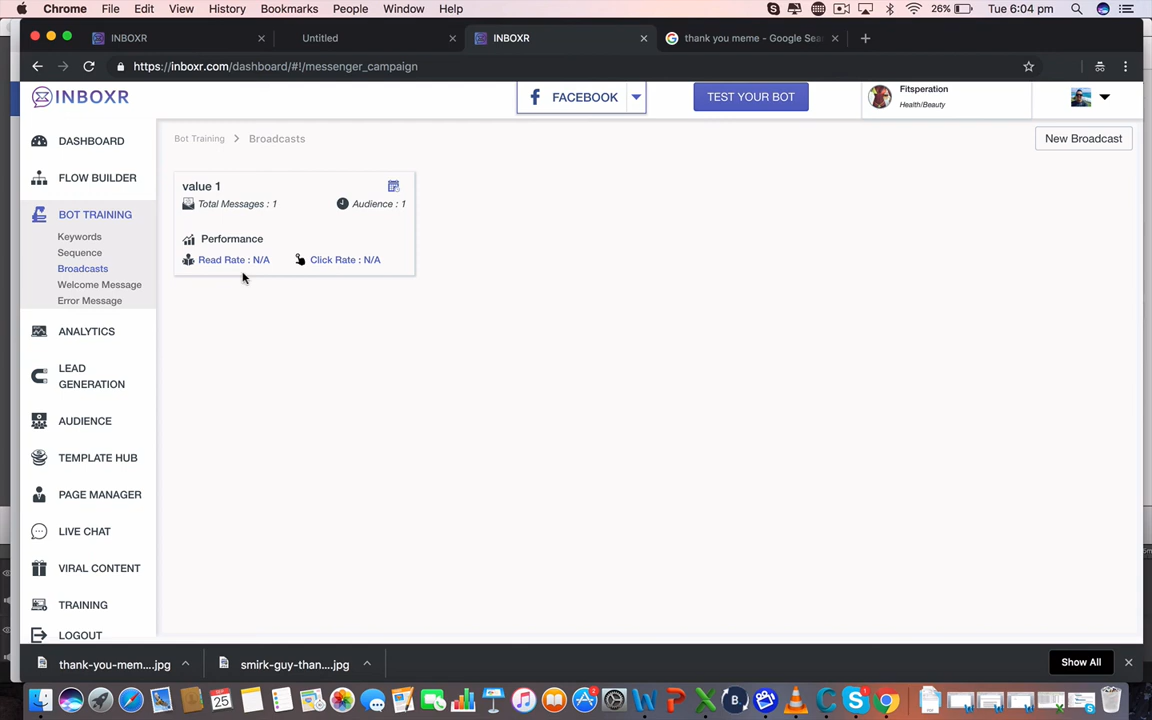 Chrome File Edit View History Bookmarks People Window Help 26% Tue 6:04 pm
INBOXR Untitled INBOXR thank you meme - Google Sea
https://inboxr.com/dashboard/#!/messenger_campaign
INBOXR FACEBOOK TEST YOUR BOT Fitsperation
Health/Beauty
DASHBOARD Bot Training Broadcasts New Broadcast
FLOW BUILDER value 1
Total Messages : 1 Audience : 1
BOT TRAINING
Keywords Performance
Sequence Read Rate : N/A Click Rate : N/A
Broadcasts
Welcome Message
Error Message
ANALYTICS
LEAD
GENERATION
AUDIENCE
TEMPLATE HUB
PAGE MANAGER
LIVE CHAT
VIRAL CONTENT
TRAINING
LOGOUT
thank-you-mem....jpg smirk-guy-than....jpg Show All
25